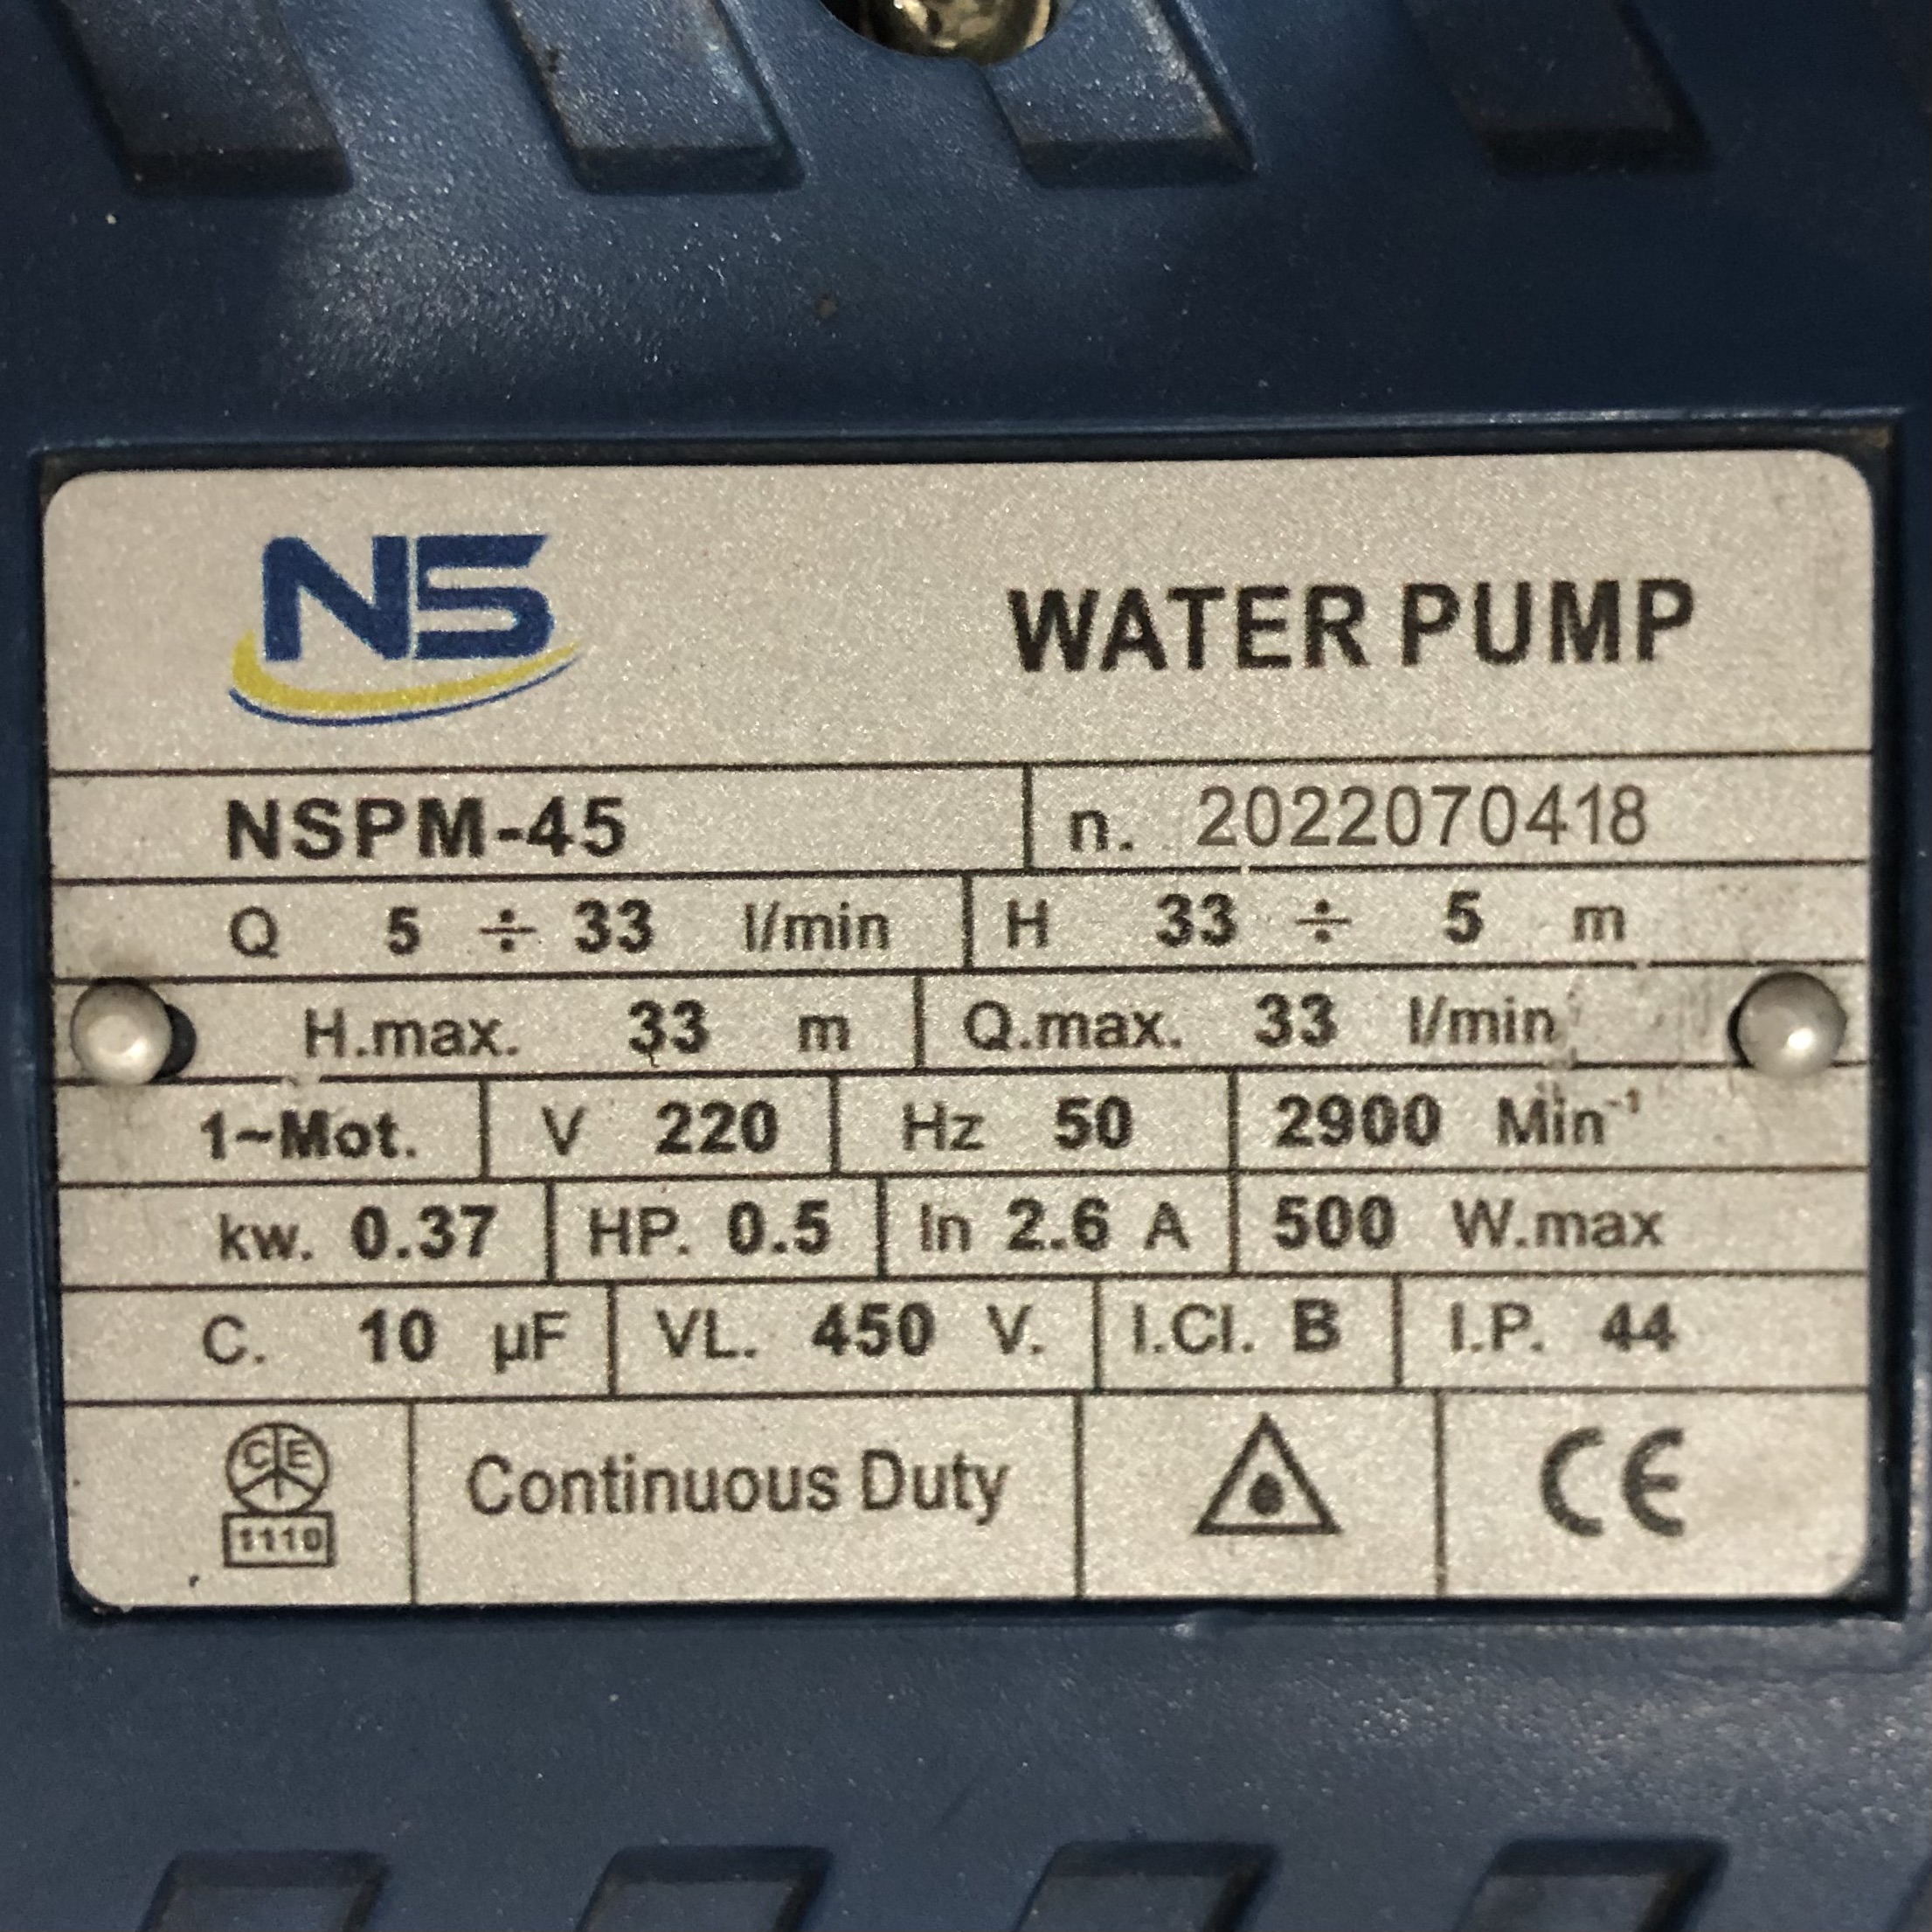 NS
WATER PUMP
NSPM-45 n. 2022070418
Q 5 ÷ 33 l/min H 33 ÷ 5 m
H.max. 33 m Q.max. 33 l/min
1~Mot. V 220 Hz 50 2900 Min⁻¹
kw. 0.37 HP. 0.5 In 2.6 A 500 W.max
C. 10 µF VL. 450 V. I.Cl. B I.P. 44
CIE
1110
Continuous Duty
CE